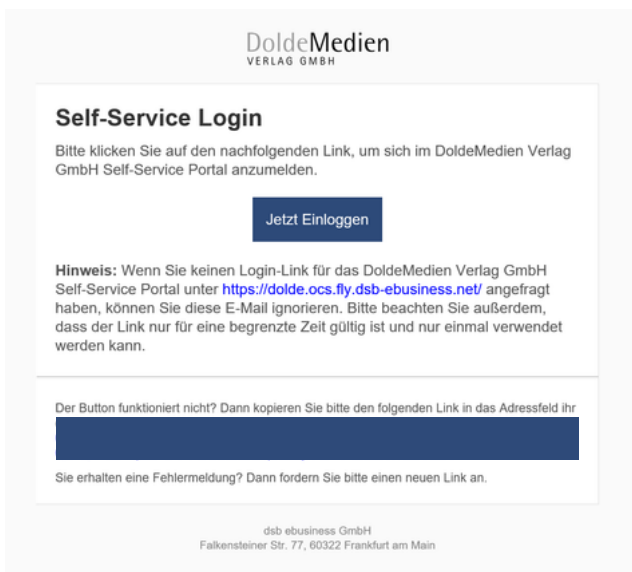 DoldeMedien
VERLAG GMBH
Self-Service Login
Bitte klicken Sie auf den nachfolgenden Link, um sich im DoldeMedien Verlag
GmbH Self-Service Portal anzumelden.
Jetzt Einloggen
Hinweis: Wenn Sie keinen Login-Link für das DoldeMedien Verlag GmbH
Self-Service Portal unter https://dolde.ocs.fly.dsb-ebusiness.net/ angefragt
haben, können Sie diese E-Mail ignorieren. Bitte beachten Sie außerdem,
dass der Link nur für eine begrenzte Zeit gültig ist und nur einmal verwendet
werden kann.
Der Button funktioniert nicht? Dann kopieren Sie bitte den folgenden Link in das Adressfeld ihr
Sie erhalten eine Fehlermeldung? Dann fordern Sie bitte einen neuen Link an.
dsb ebusiness GmbH
Falkensteiner Str. 77, 60322 Frankfurt am Main